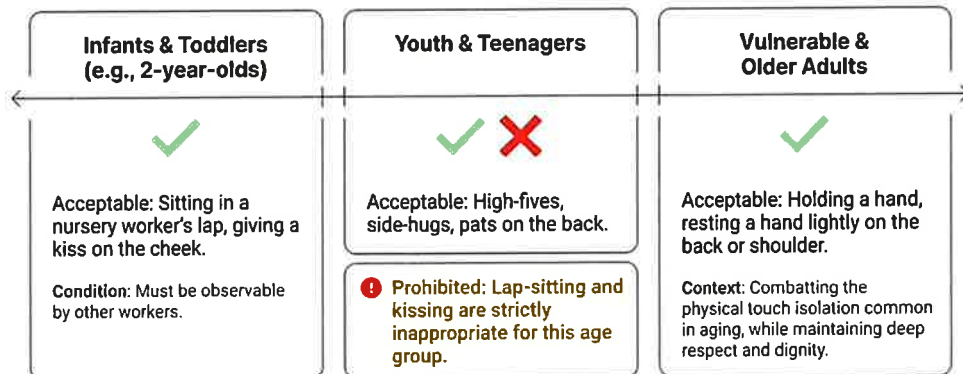 Infants & Toddlers
(e.g., 2-year-olds)
Acceptable: Sitting in a
nursery worker's lap, giving a
kiss on the cheek.
Condition: Must be observable
by other workers.
Youth & Teenagers
Acceptable: High-fives,
side-hugs, pats on the back.
Prohibited: Lap-sitting and
kissing are strictly
inappropriate for this age
group.
Vulnerable &
Older Adults
Acceptable: Holding a hand,
resting a hand lightly on the
back or shoulder.
Context: Combatting the
physical touch isolation common
in aging, while maintaining deep
respect and dignity.